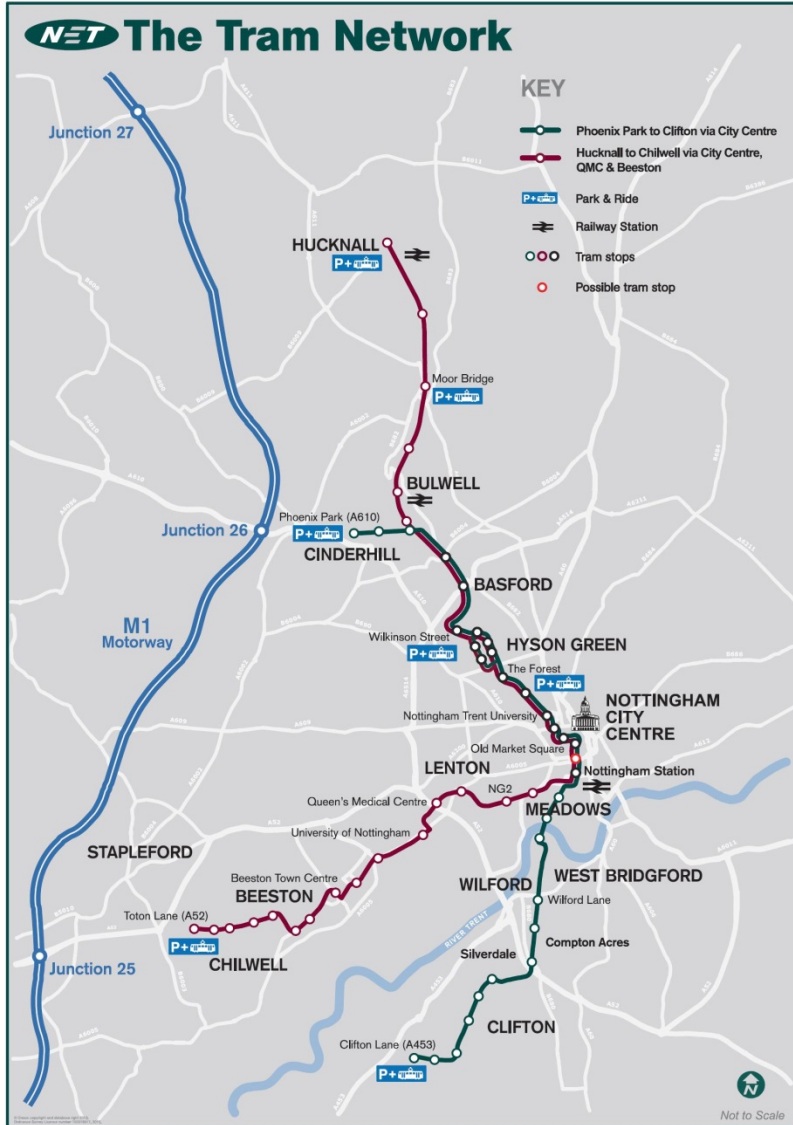 NET The Tram Network
KEY
Phoenix Park to Clifton via City Centre
Hucknall to Chilwell via City Centre,
QMC & Beeston
P+ Park & Ride
Railway Station
Tram stops
Possible tram stop
Junction 27
HUCKNALL
P+
Moor Bridge
P+
BULWELL
Junction 26
Phoenix Park (A610)
P+
CINDERHILL
BASFORD
M1
Motorway
Wilkinson Street
P+
HYSON GREEN
The Forest
P+
Nottingham Trent University
NOTTINGHAM
CITY
CENTRE
Old Market Square
Nottingham Station
LENTON
NG2
Queen's Medical Centre
MEADOWS
University of Nottingham
STAPLEFORD
Beeston Town Centre
BEESTON
WILFORD
WEST BRIDGFORD
Wilford Lane
Toton Lane (A52)
P+
CHILWELL
RIVER TRENT
Compton Acres
Silverdale
Junction 25
CLIFTON
Clifton Lane (A453)
P+
N
Not to Scale